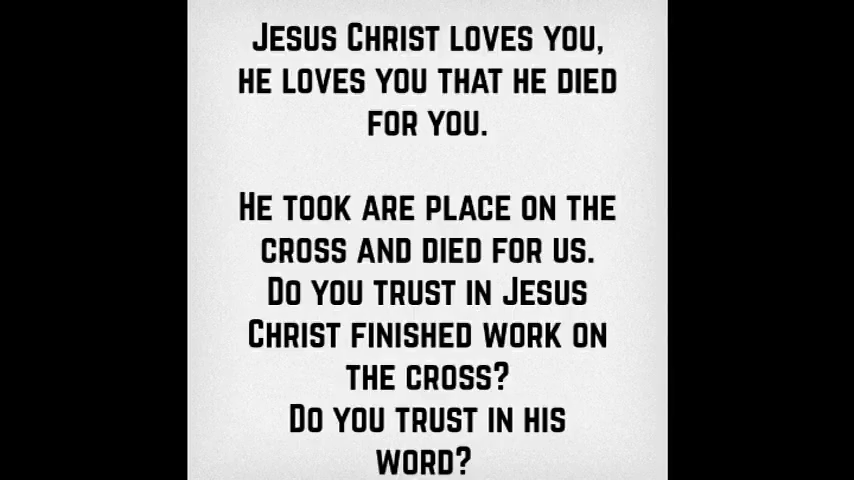 Jesus Christ loves you,
he loves you that he died
for you.
He took are place on the
cross and died for us.
Do you trust in Jesus
Christ finished work on
the cross?
Do you trust in his
word?